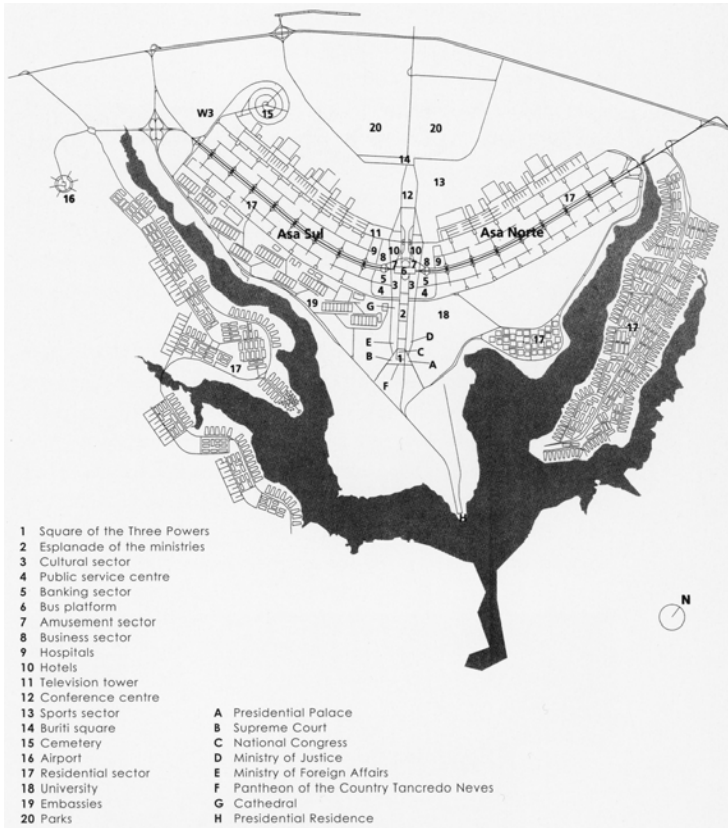 20 20
W3
15
14
13
16
12
17 17
11
Asa Sul Asa Norte
9 10 10
8 8 9
7 7
6
5 5
3 3
4 4
19
G
18
2
17
E D
C
B 1
A
F
17
17
H
N
1 Square of the Three Powers
2 Esplanade of the ministries
3 Cultural sector
4 Public service centre
5 Banking sector
6 Bus platform
7 Amusement sector
8 Business sector
9 Hospitals
10 Hotels
11 Television tower
12 Conference centre
13 Sports sector
14 Buriti square
15 Cemetery
16 Airport
17 Residential sector
18 University
19 Embassies
20 Parks
A Presidential Palace
B Supreme Court
C National Congress
D Ministry of Justice
E Ministry of Foreign Affairs
F Pantheon of the Country Tancredo Neves
G Cathedral
H Presidential Residence